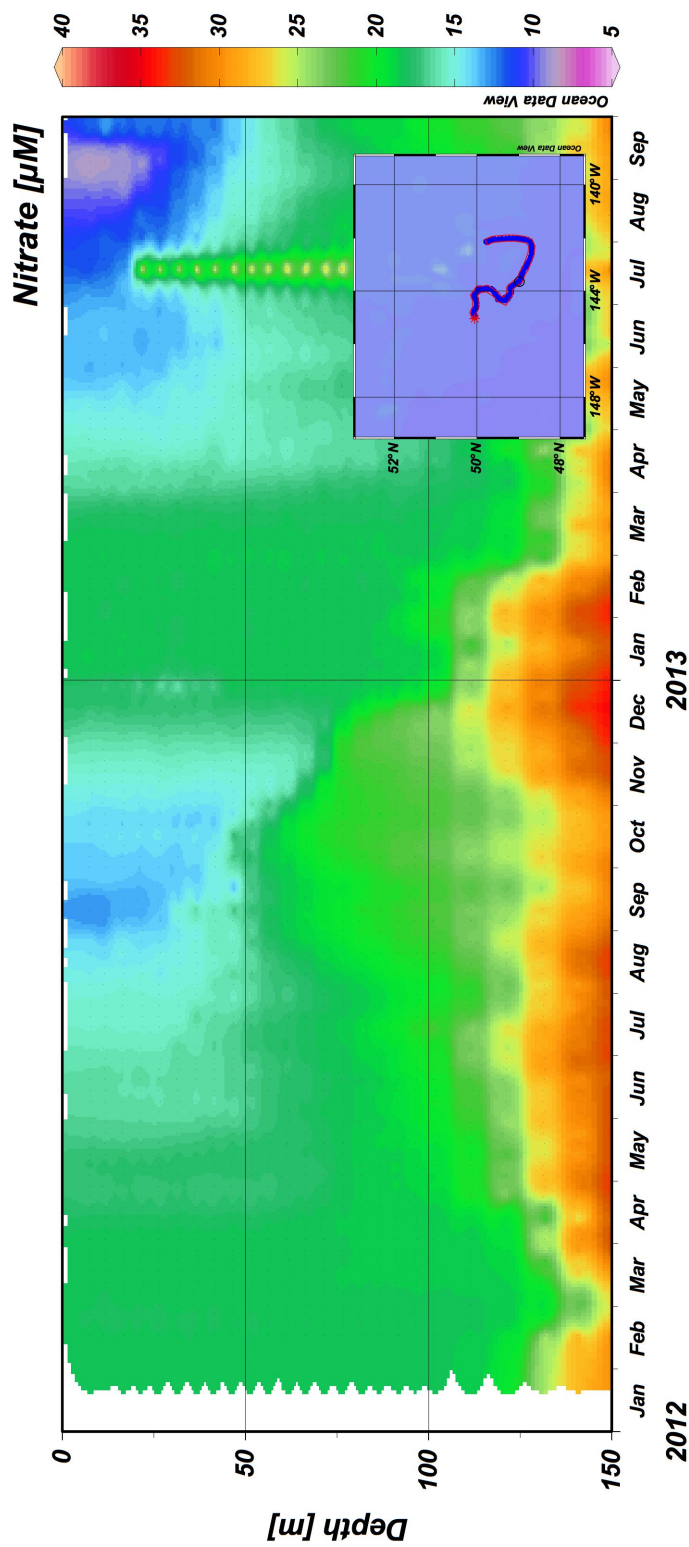 Nitrate [µM]
Depth [m]
0
50
100
150
Jan Feb Mar Apr May Jun Jul Aug Sep Oct Nov Dec Jan Feb Mar Apr May Jun Jul Aug Sep
2012 2013
40
35
30
25
20
15
10
5
Ocean Data View
52°N
50°N
48°N
148°W 144°W 140°W
Ocean Data View